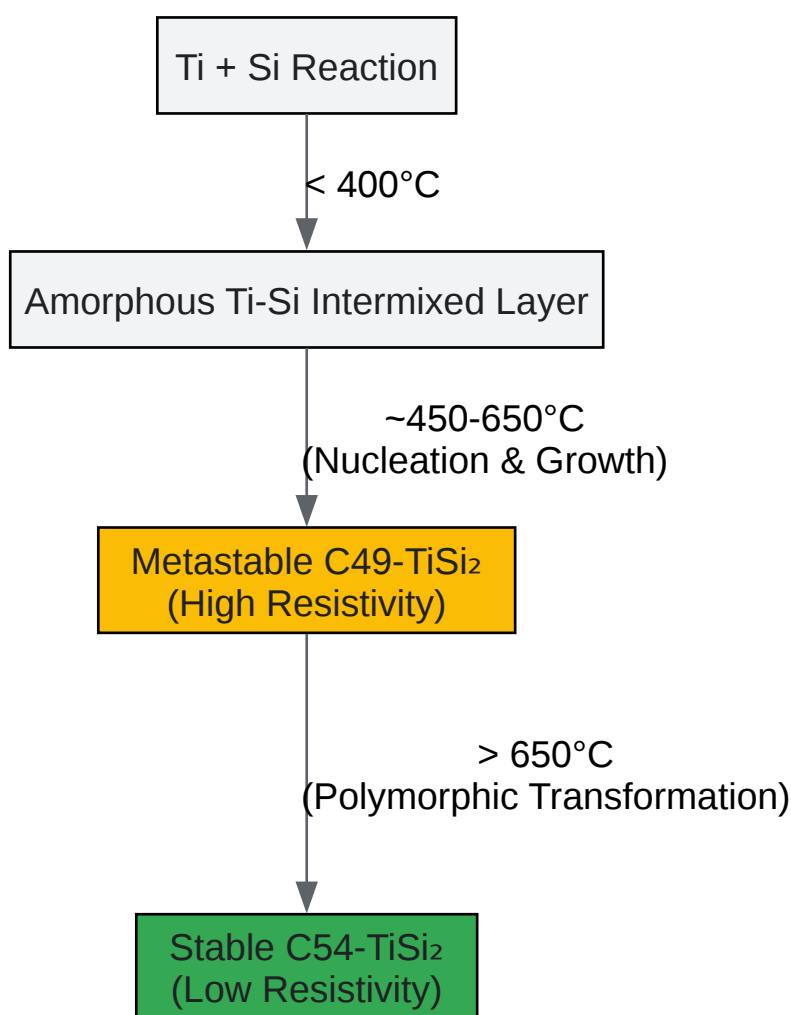 Ti + Si Reaction
< 400°C
Amorphous Ti-Si Intermixed Layer
~450-650°C
(Nucleation & Growth)
Metastable C49-TiSi₂
(High Resistivity)
> 650°C
(Polymorphic Transformation)
Stable C54-TiSi₂
(Low Resistivity)